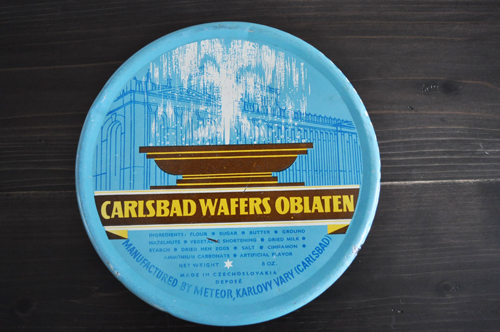 CARLSBAD WAFERS OBLATEN
INGREDIENTS: FLOUR * SUGAR * BUTTER * GROUND
HAZELNUTS * VEGETABLE SHORTENING * DRIED MILK *
STARCH * DRIED HEN EGGS * SALT * CINNAMON *
AMMONIUM CARBONATE * ARTIFICIAL FLAVOR
NET WEIGHT 8 OZ.
MADE IN CZECHOSLOVAKIA
DEPOSÉ
MANUFACTURED BY METEOR, KARLOVY VARY (CARLSBAD)